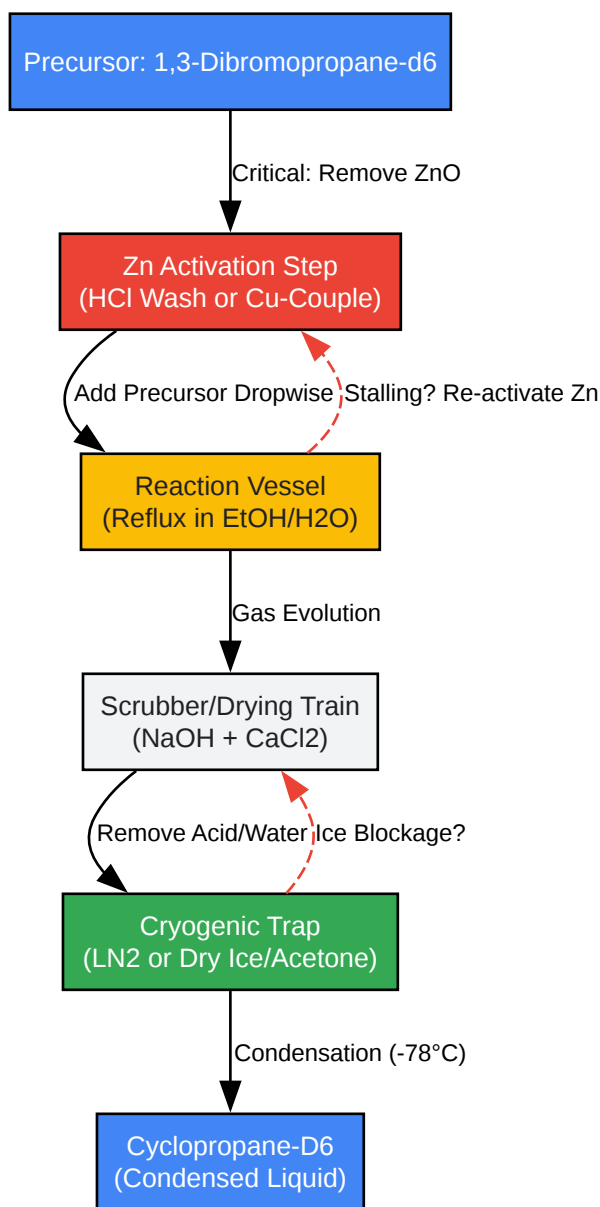 Precursor: 1,3-Dibromopropane-d6
Critical: Remove ZnO
Zn Activation Step
(HCl Wash or Cu-Couple)
Add Precursor Dropwise
Stalling? Re-activate Zn
Reaction Vessel
(Reflux in EtOH/H2O)
Gas Evolution
Scrubber/Drying Train
(NaOH + CaCl2)
Remove Acid/Water
Ice Blockage?
Cryogenic Trap
(LN2 or Dry Ice/Acetone)
Condensation (-78°C)
Cyclopropane-D6
(Condensed Liquid)